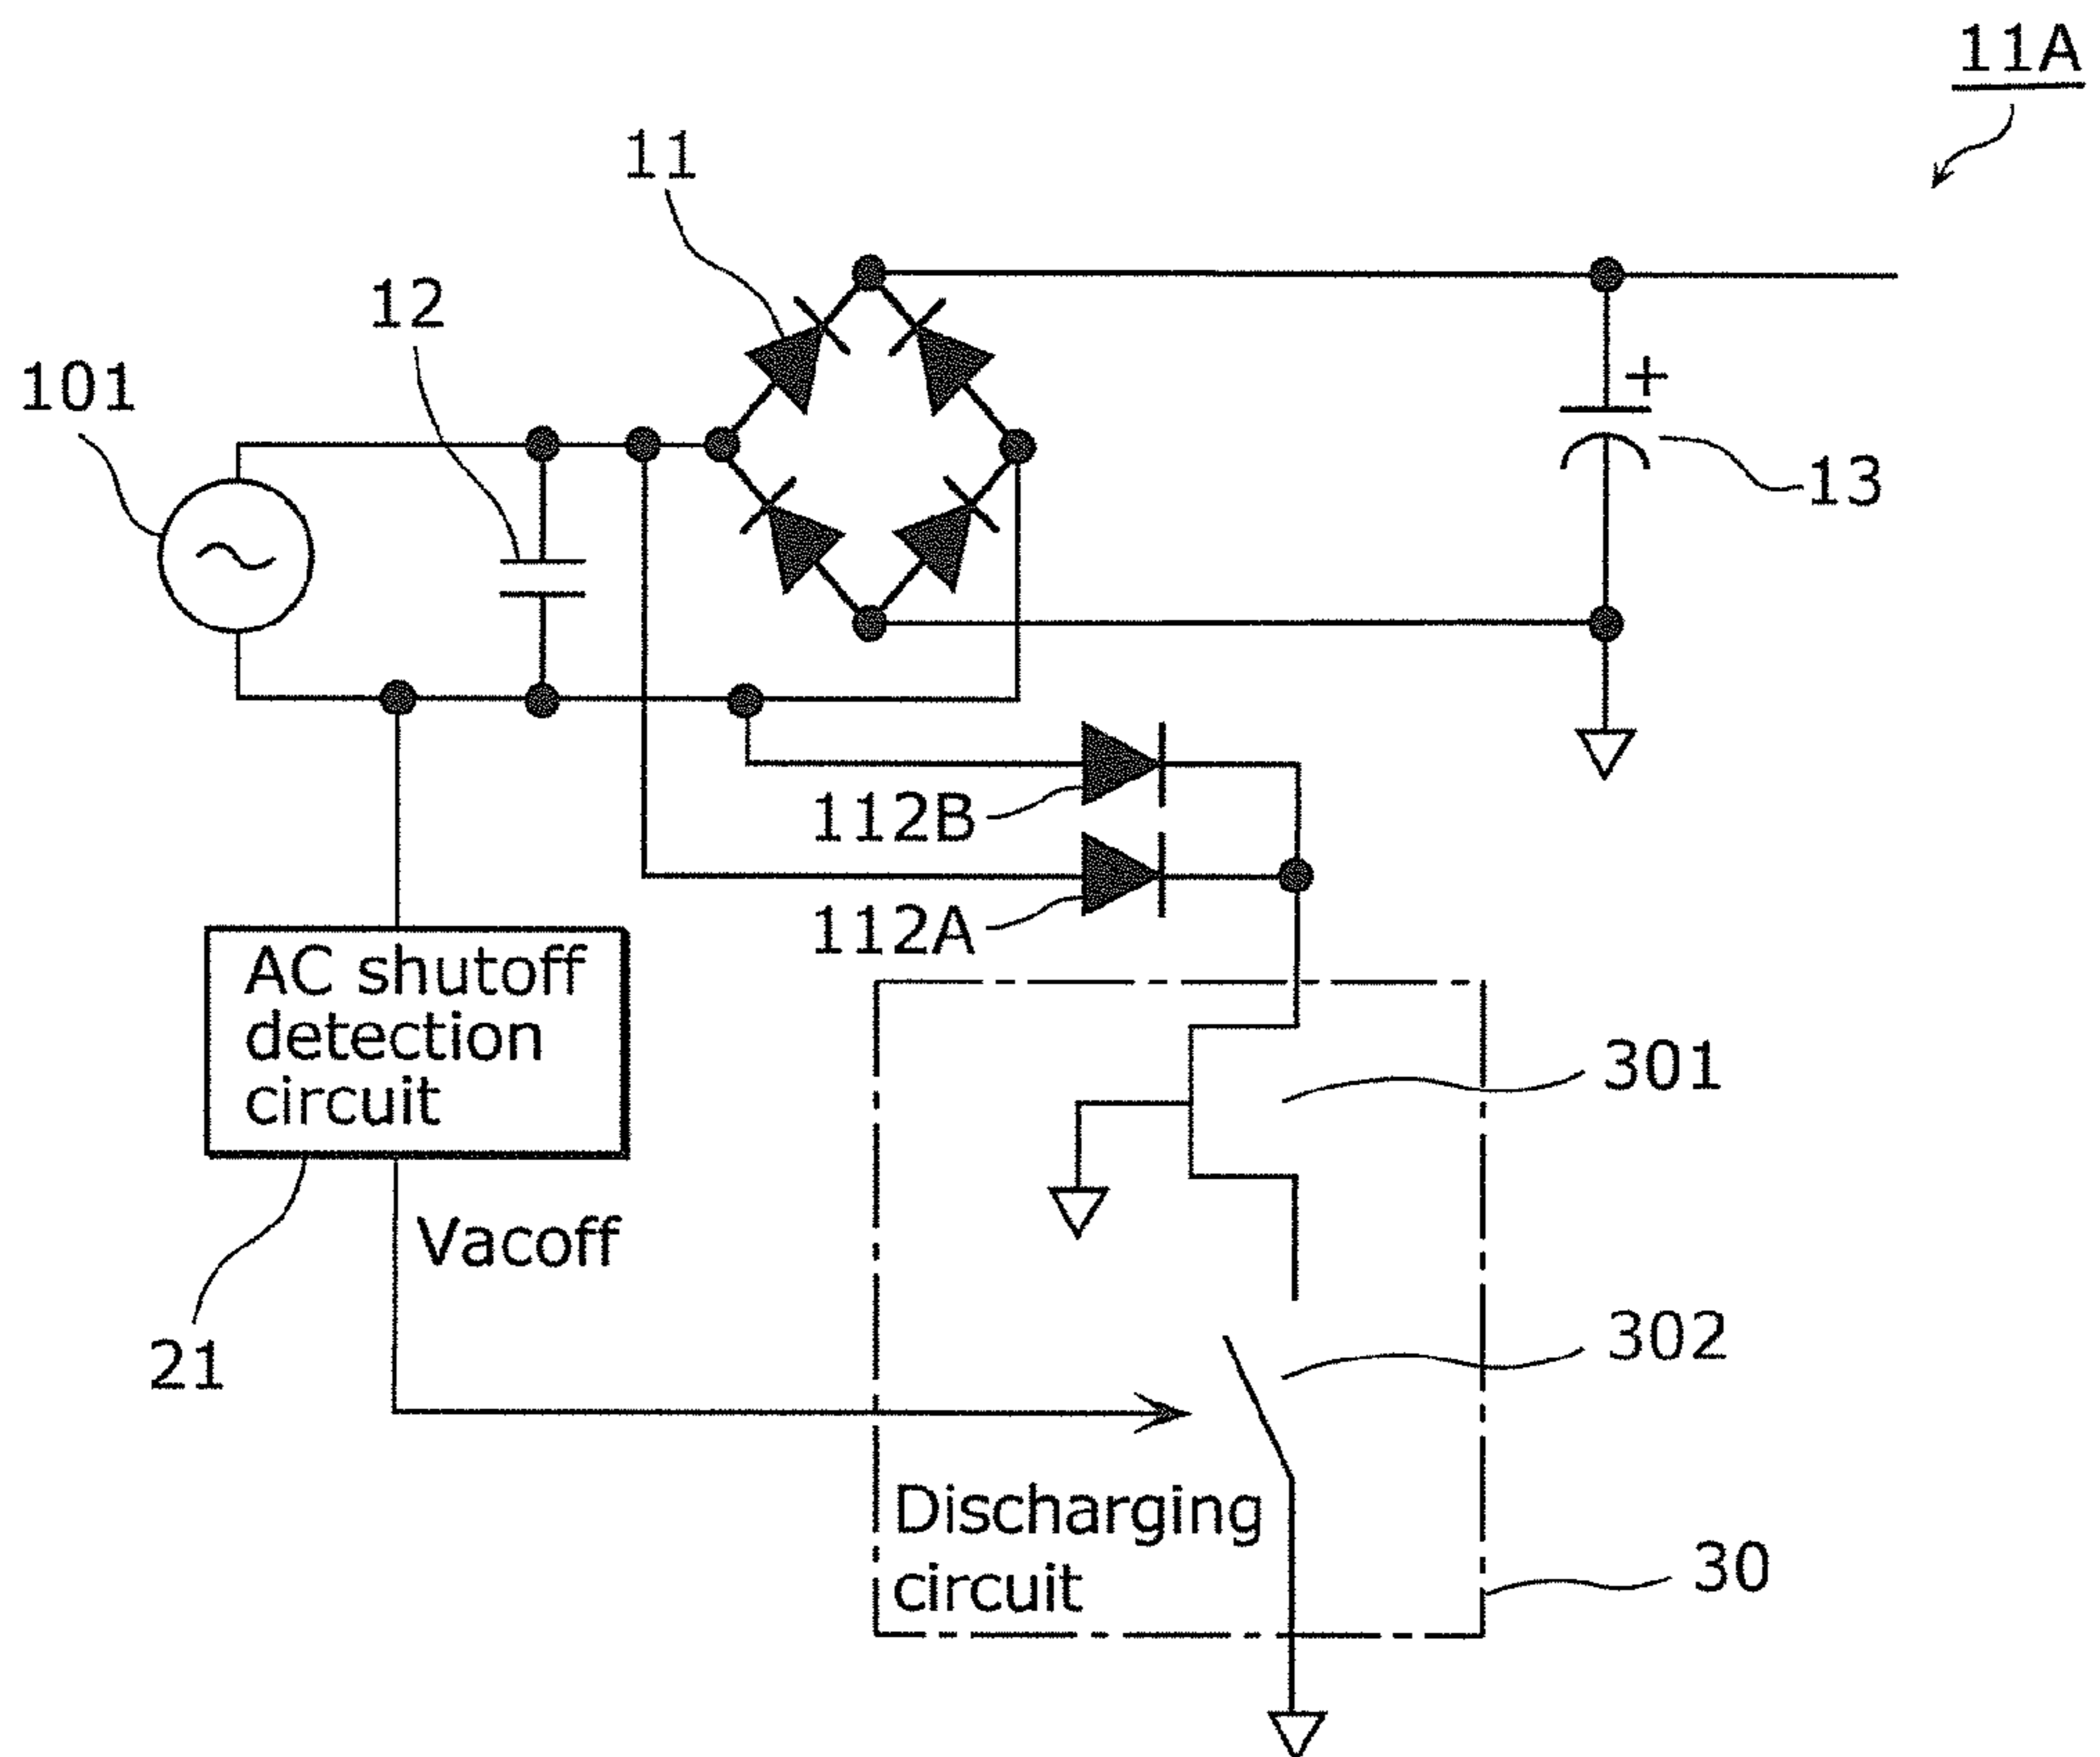 11A
11
12
101
13
112B
112A
AC shutoff
detection
circuit
301
Vacoff
302
21
Discharging
circuit
30